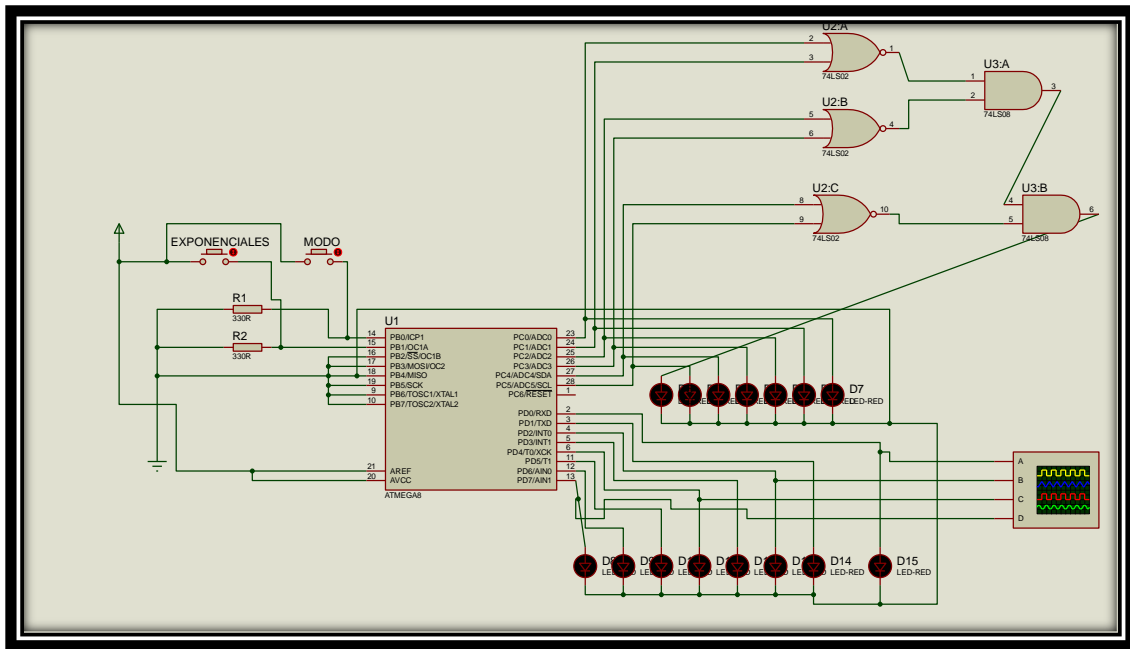 U2:A
2
3
1
74LS02
U3:A
1
2
3
74LS08
U2:B
5
6
4
74LS02
U2:C
8
9
10
74LS02
U3:B
4
5
6
74LS08
EXPONENCIALES
MODO
R1
330R
R2
330R
U1
14 PB0/ICP1 PC0/ADC0 23
15 PB1/OC1A PC1/ADC1 24
16 PB2/SS/OC1B PC2/ADC2 25
17 PB3/MOSI/OC2 PC3/ADC3 26
18 PB4/MISO PC4/ADC4/SDA 27
19 PB5/SCK PC5/ADC5/SCL 28
9 PB6/TOSC1/XTAL1 PC6/RESET 1
10 PB7/TOSC2/XTAL2
PD0/RXD 2
PD1/TXD 3
PD2/INT0 4
PD3/INT1 5
PD4/T0/XCK 6
PD5/T1 11
21 AREF PD6/AIN0 12
20 AVCC PD7/AIN1 13
ATMEGA8
D7
LED-RED
A
B
C
D
D14
LED-RED
D15
LED-RED